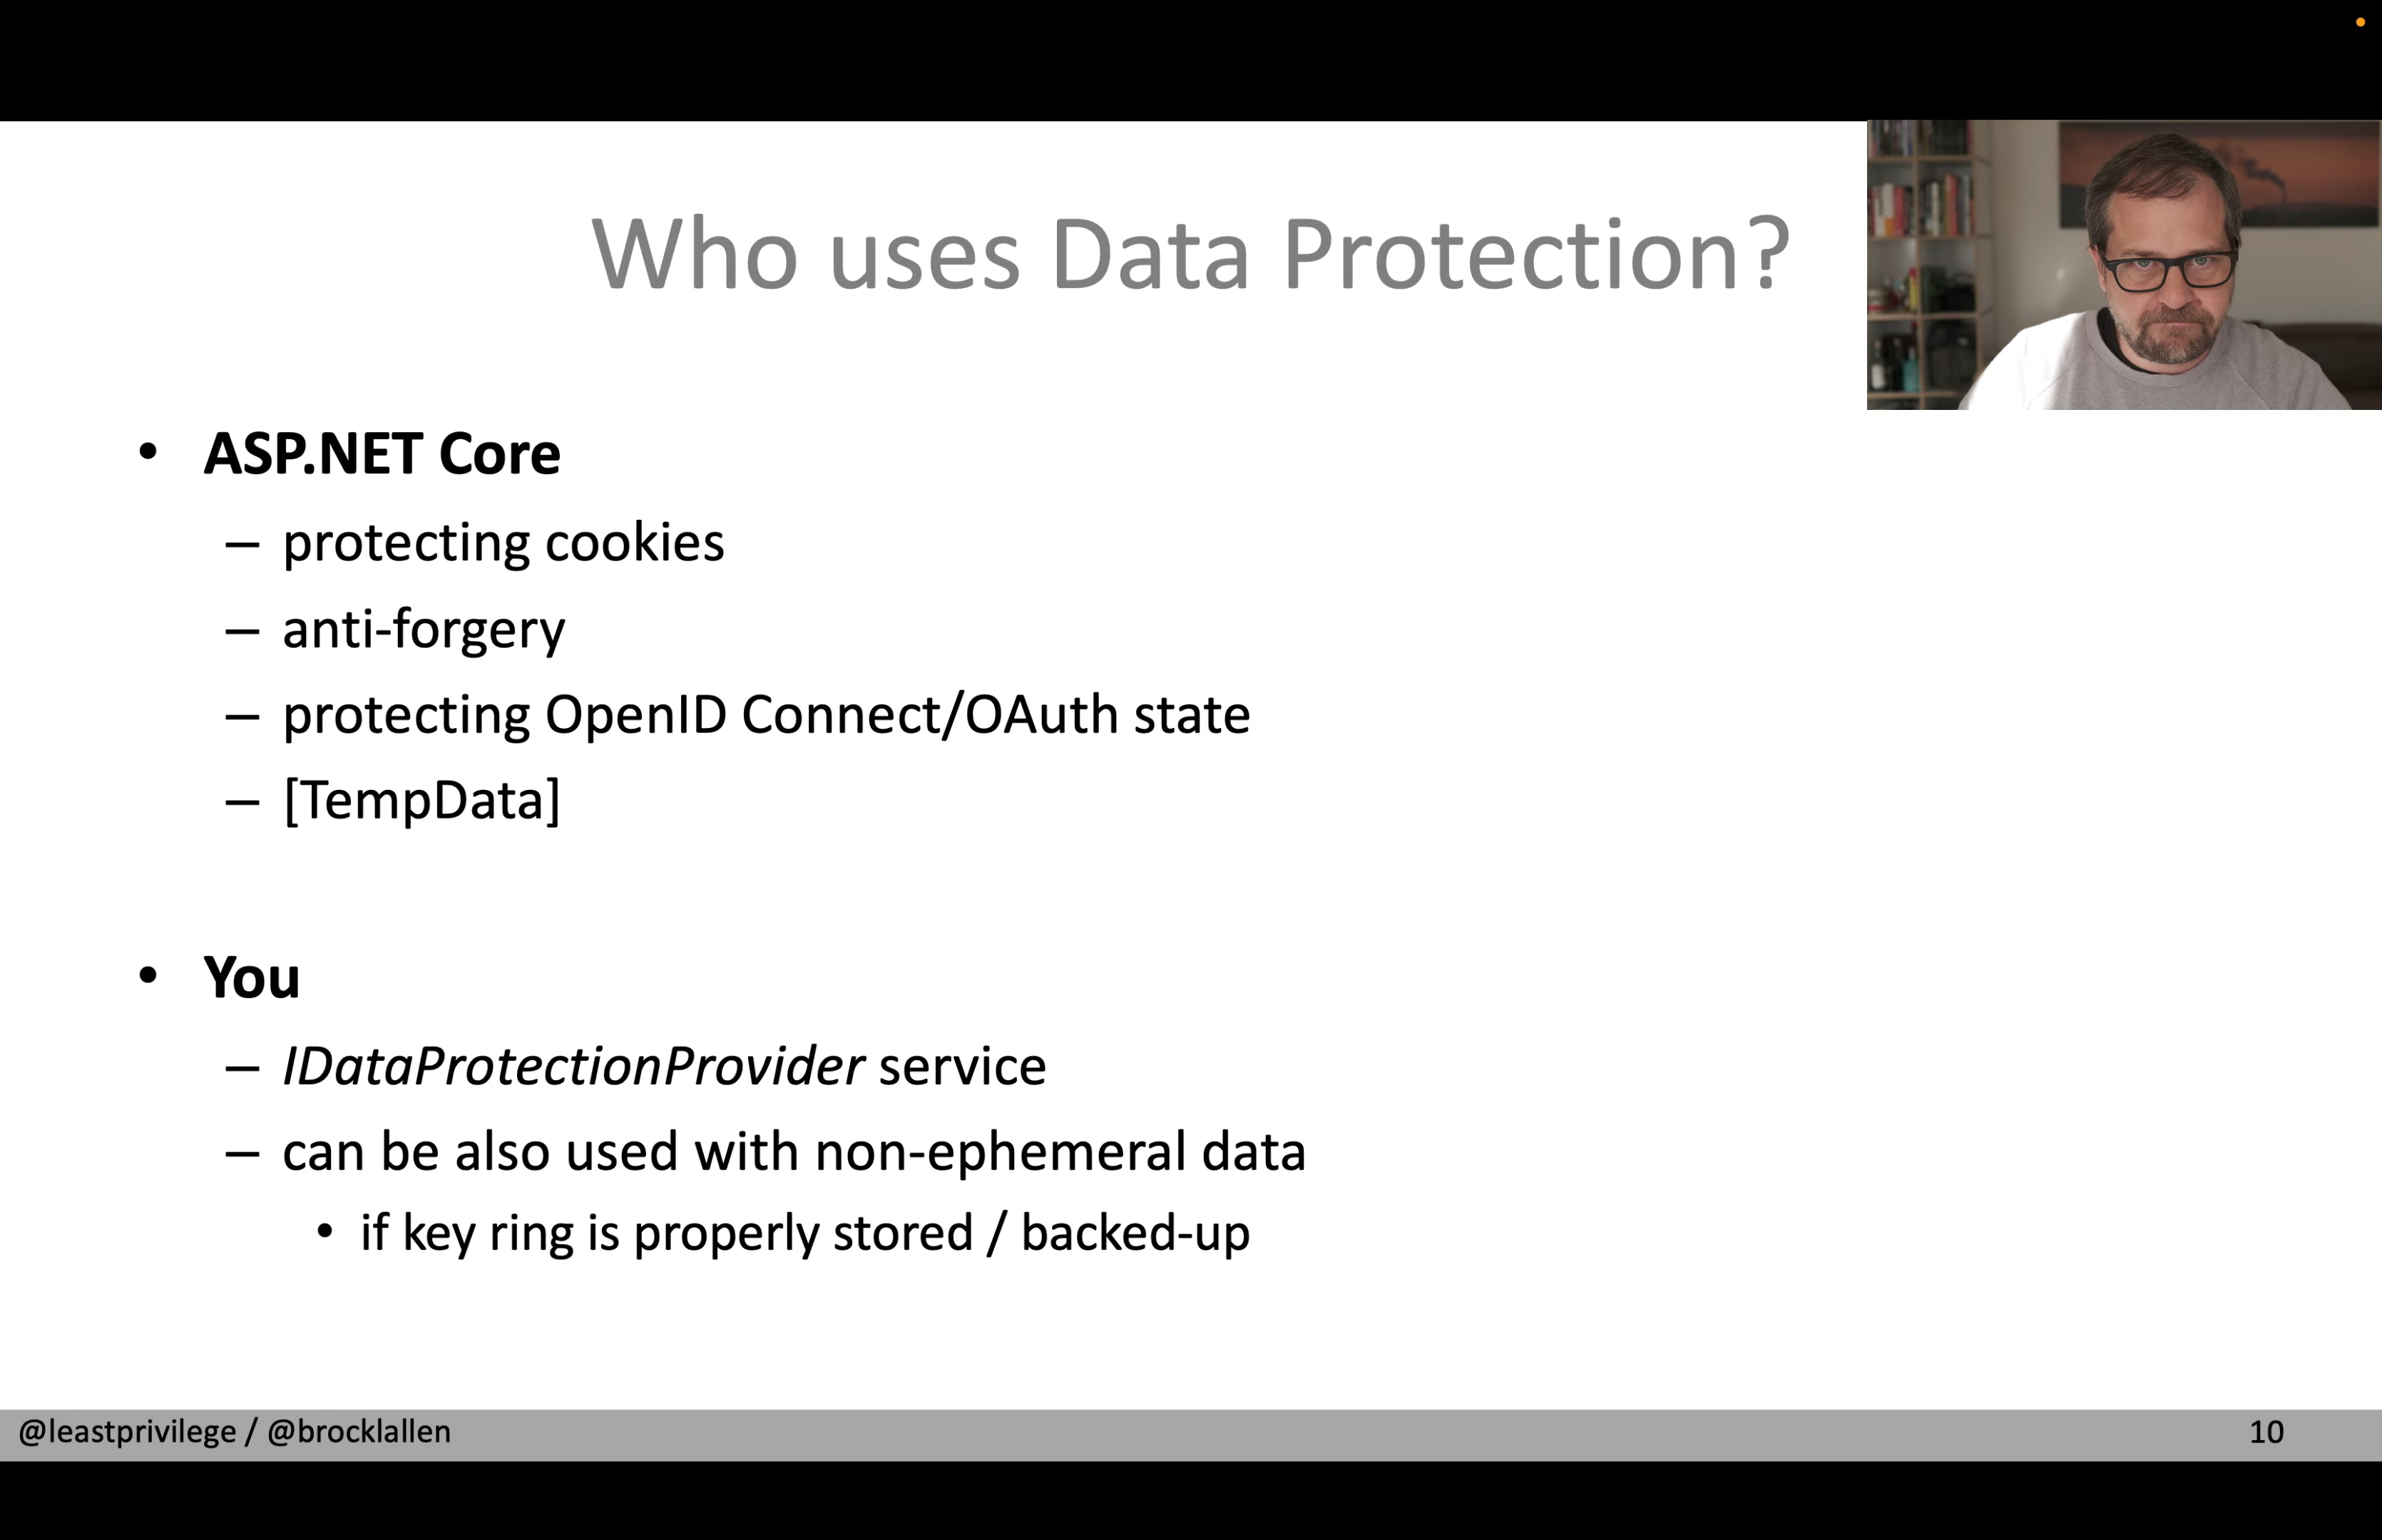 Who uses Data Protection?
• ASP.NET Core
– protecting cookies
– anti-forgery
– protecting OpenID Connect/OAuth state
– [TempData]
• You
– IDataProtectionProvider service
– can be also used with non-ephemeral data
• if key ring is properly stored / backed-up
@leastprivilege / @brocklallen
10